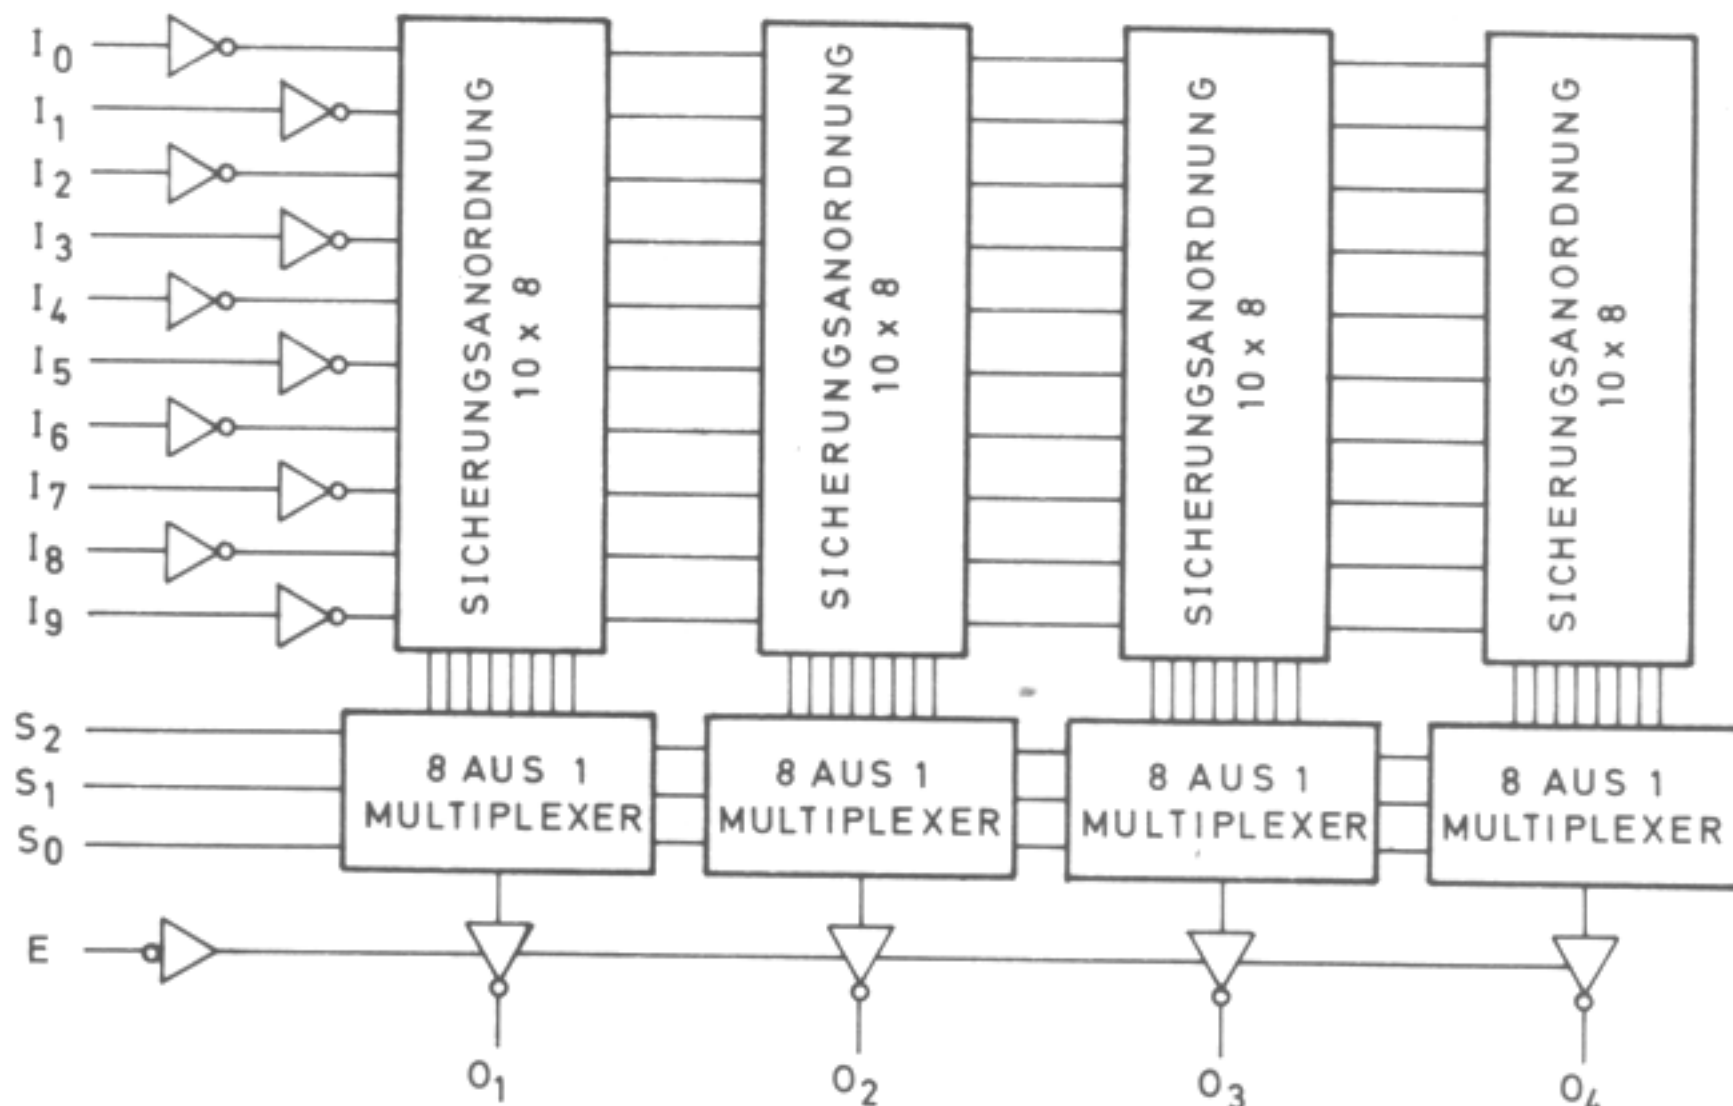 I0
I1
I2
I3
I4
I5
I6
I7
I8
I9
SICHERUNGSANORDNUNG
10 x 8
SICHERUNGSANORDNUNG
10 x 8
SICHERUNGSANORDNUNG
10 x 8
SICHERUNGSANORDNUNG
10 x 8
S2
S1
S0
8 AUS 1
MULTIPLEXER
8 AUS 1
MULTIPLEXER
8 AUS 1
MULTIPLEXER
8 AUS 1
MULTIPLEXER
E
O1
O2
O3
O4